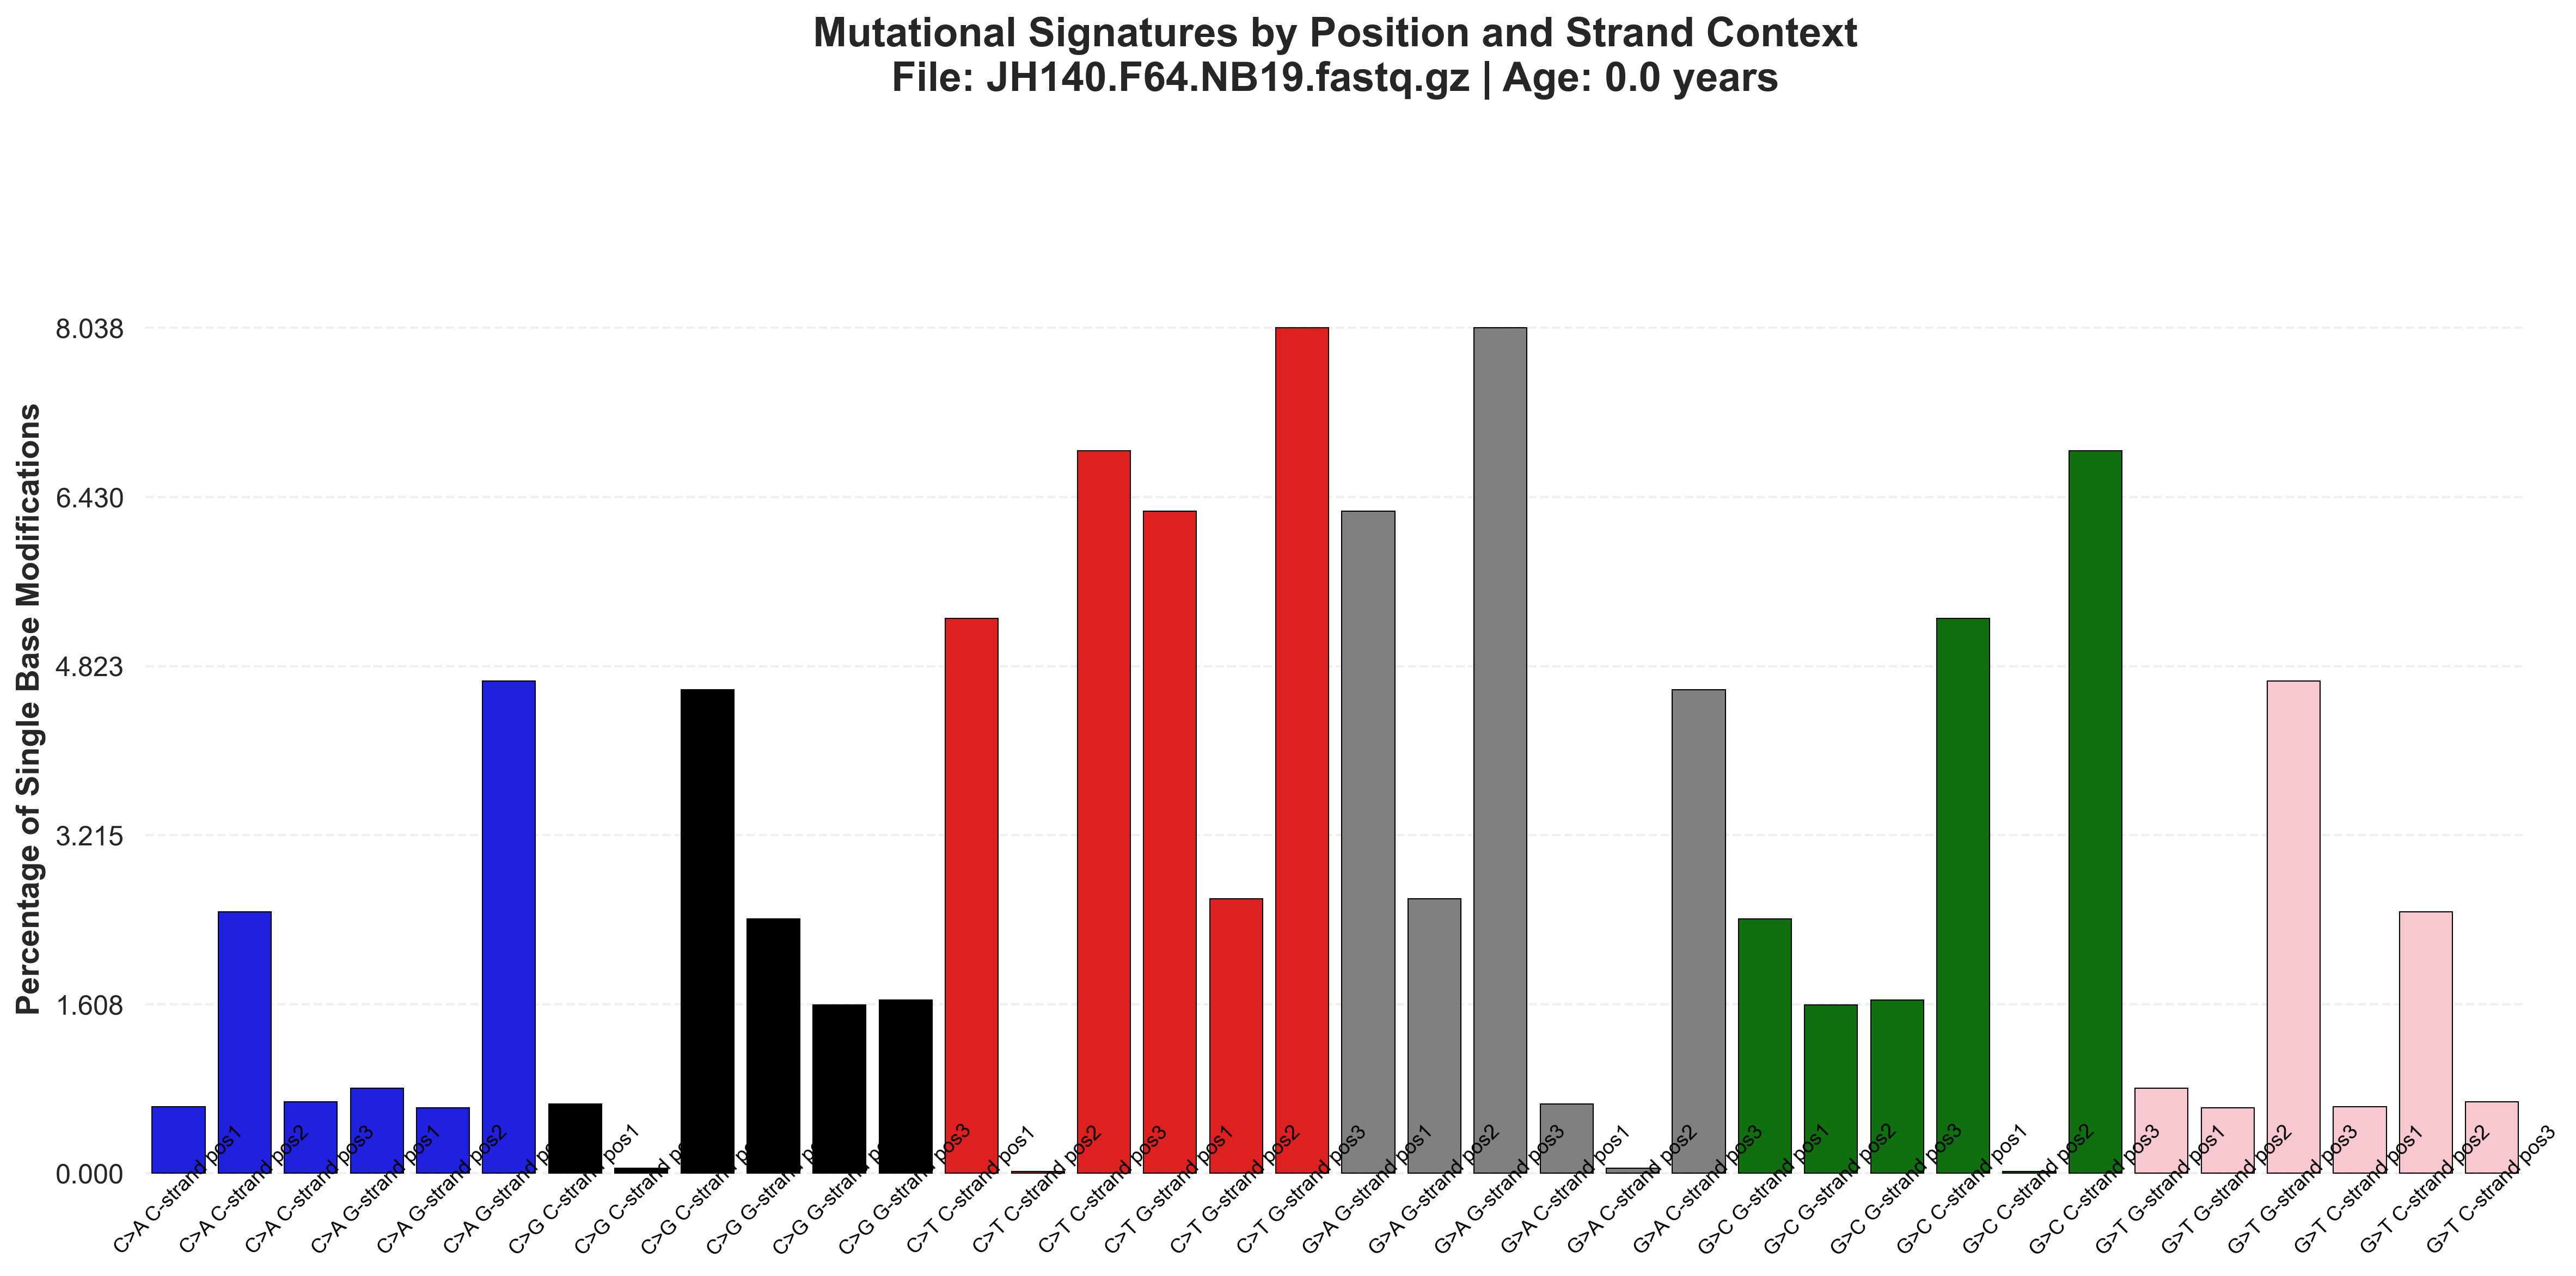 Mutational Signatures by Position and Strand Context
File: JH140.F64.NB19.fastq.gz | Age: 0.0 years
Percentage of Single Base Modifications
8.038
6.430
4.823
3.215
1.608
0.000
C>A C-strand pos1
C>A C-strand pos2
C>A C-strand pos3
C>A G-strand pos1
C>A G-strand pos2
C>A G-strand
C>G C-strand pos1
C>G C-strand
C>G C-strand
C>G G-strand
C>G G-strand
C>G G-strand pos3
C>T C-strand pos1
C>T C-strand pos2
C>T C-strand pos3
C>T G-strand pos1
C>T G-strand pos2
C>T G-strand pos3
G>A G-strand pos1
G>A G-strand pos2
G>A G-strand pos3
G>A C-strand pos1
G>A C-strand pos2
G>A C-strand pos3
G>C G-strand pos1
G>C G-strand pos2
G>C G-strand pos3
G>C C-strand pos1
G>C C-strand pos2
G>C C-strand pos3
G>T G-strand pos1
G>T G-strand pos2
G>T G-strand pos3
G>T C-strand pos1
G>T C-strand pos2
G>T C-strand pos3